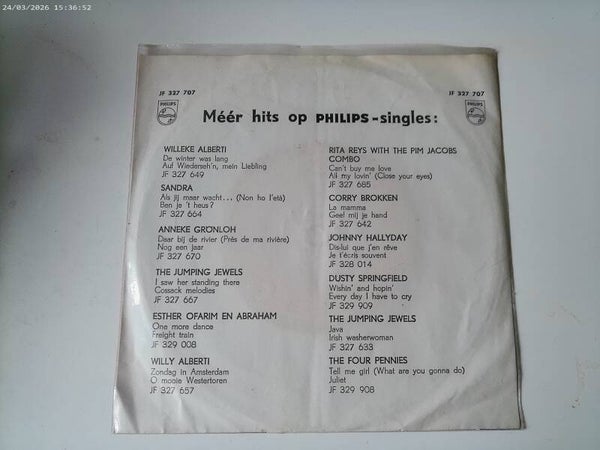 24/03/2026 15:36:52
JF 327 707
JF 327 707
PHILIPS
PHILIPS
Méér hits op PHILIPS-singles:
WILLEKE ALBERTI
De winter was lang
Auf Wiederseh'n, mein Liebling
JF 327 649
SANDRA
Als jij maar wacht... (Non ho l'età)
Ben je 't heus?
JF 327 664
ANNEKE GRÖNLOH
Daar bij de rivier (Prés de ma rivière)
Nog een jaar
JF 327 670
THE JUMPING JEWELS
I saw her standing there
Cosseck melodies
JF 327 667
ESTHER OFARIM EN ABRAHAM
One more dance
Freight train
JF 329 008
WILLY ALBERTI
Zondag in Amsterdam
O mooie Westertoren
JF 327 657
RITA REYS WITH THE PIM JACOBS
COMBO
Can't buy me love
All my lovin' (Close your eyes)
JF 327 685
CORRY BROKKEN
La mamma
Geef mij je hand
JF 327 642
JOHNNY HALLYDAY
Dis-lui que j'en rêve
Je t'écris souvent
JF 328 014
DUSTY SPRINGFIELD
Wishin' and hopin'
Every day I have to cry
JF 329 909
THE JUMPING JEWELS
Java
Irish washerwoman
JF 327 633
THE FOUR PENNIES
Tell me girl (What are you gonna do)
Juliet
JF 329 908